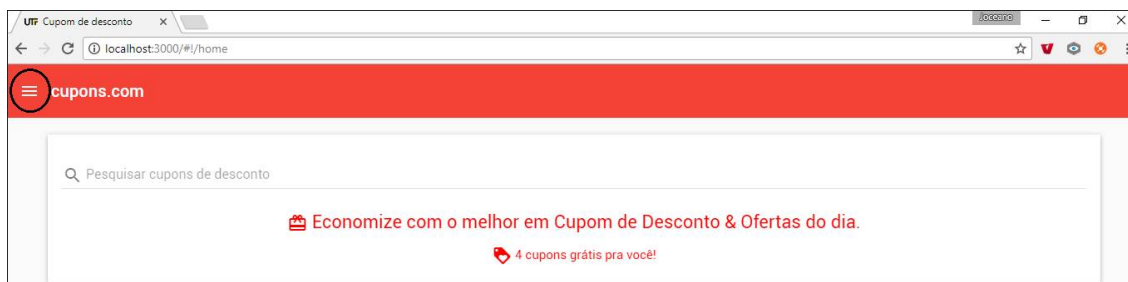 UTF Cupom de desconto
Joceano
localhost:3000/#!/home
cupons.com
Pesquisar cupons de desconto
Economize com o melhor em Cupom de Desconto & Ofertas do dia.
4 cupons grátis pra você!